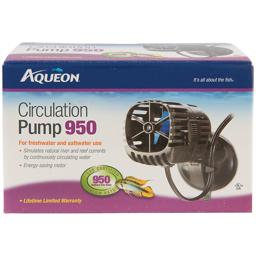 AQUEON
It's all about the fish.
Circulation
Pump 950
For freshwater and saltwater use
• Simulates natural river and reef currents
by continuously circulating water
• Energy-saving motor
950
• Lifetime Limited Warranty